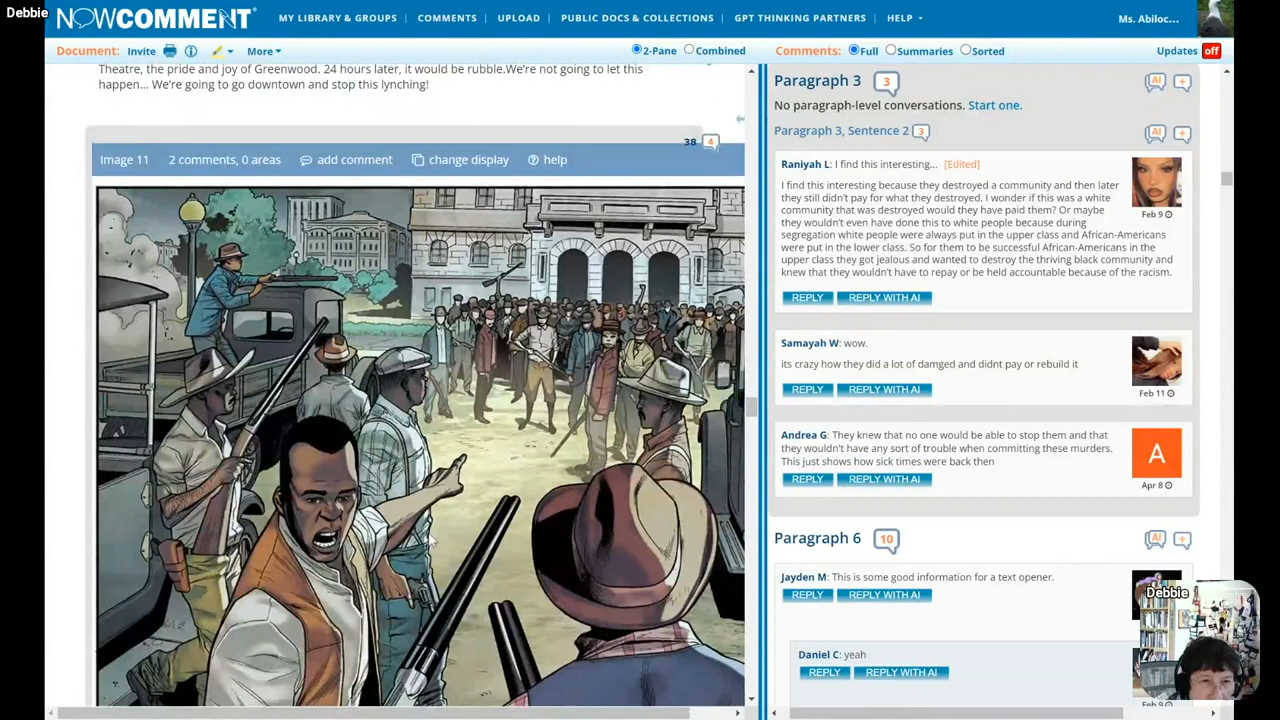 Debbie
NOWCOMMENT®
MY LIBRARY & GROUPS COMMENTS UPLOAD PUBLIC DOCS & COLLECTIONS GPT THINKING PARTNERS HELP
Ms. Abiloc...
Document: Invite More
2-Pane Combined
Comments: Full Summaries Sorted
Updates off
Theatre, the pride and joy of Greenwood. 24 hours later, it would be rubble.We're not going to let this
happen... We're going to go downtown and stop this lynching!
38 4
Image 11 2 comments, 0 areas add comment change display help
Paragraph 3 3
AI +
No paragraph-level conversations. Start one.
Paragraph 3, Sentence 2 3
AI +
Raniyah L: I find this interesting... [Edited]
I find this interesting because they destroyed a community and then later
they still didn't pay for what they destroyed. I wonder if this was a white
community that was destroyed would they have paid them? Or maybe
they wouldn't even have done this to white people because during
segregation white people were always put in the upper class and African-Americans
were put in the lower class. So for them to be successful African-Americans in the
upper class they got jealous and wanted to destroy the thriving black community and
knew that they wouldn't have to repay or be held accountable because of the racism.
Feb 9
REPLY REPLY WITH AI
Samayah W: wow.
its crazy how they did a lot of damged and didnt pay or rebuild it
REPLY REPLY WITH AI
Feb 11
Andrea G: They knew that no one would be able to stop them and that
they wouldn't have any sort of trouble when committing these murders.
This just shows how sick times were back then
A
REPLY REPLY WITH AI
Apr 8
Paragraph 6 10
AI +
Jayden M: This is some good information for a text opener.
REPLY REPLY WITH AI
Debbie
Daniel C: yeah
REPLY REPLY WITH AI